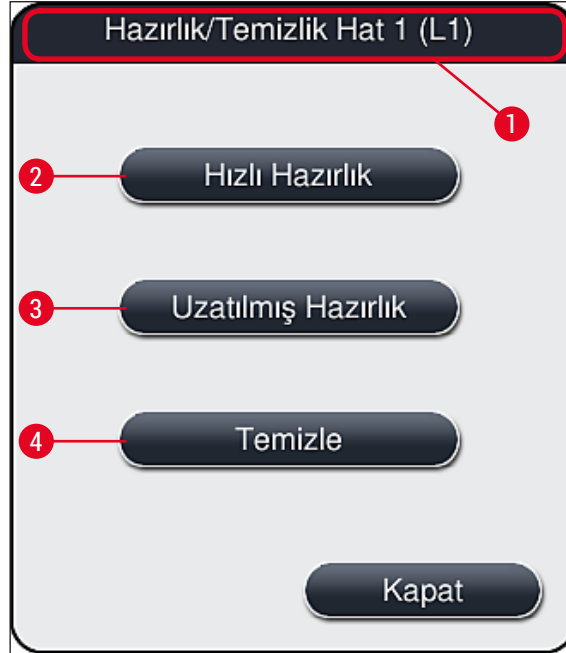 Hazırlık/Temizlik Hat 1 (L1)
1
2 Hızlı Hazırlık
3 Uzatılmış Hazırlık
4 Temizle
Kapat